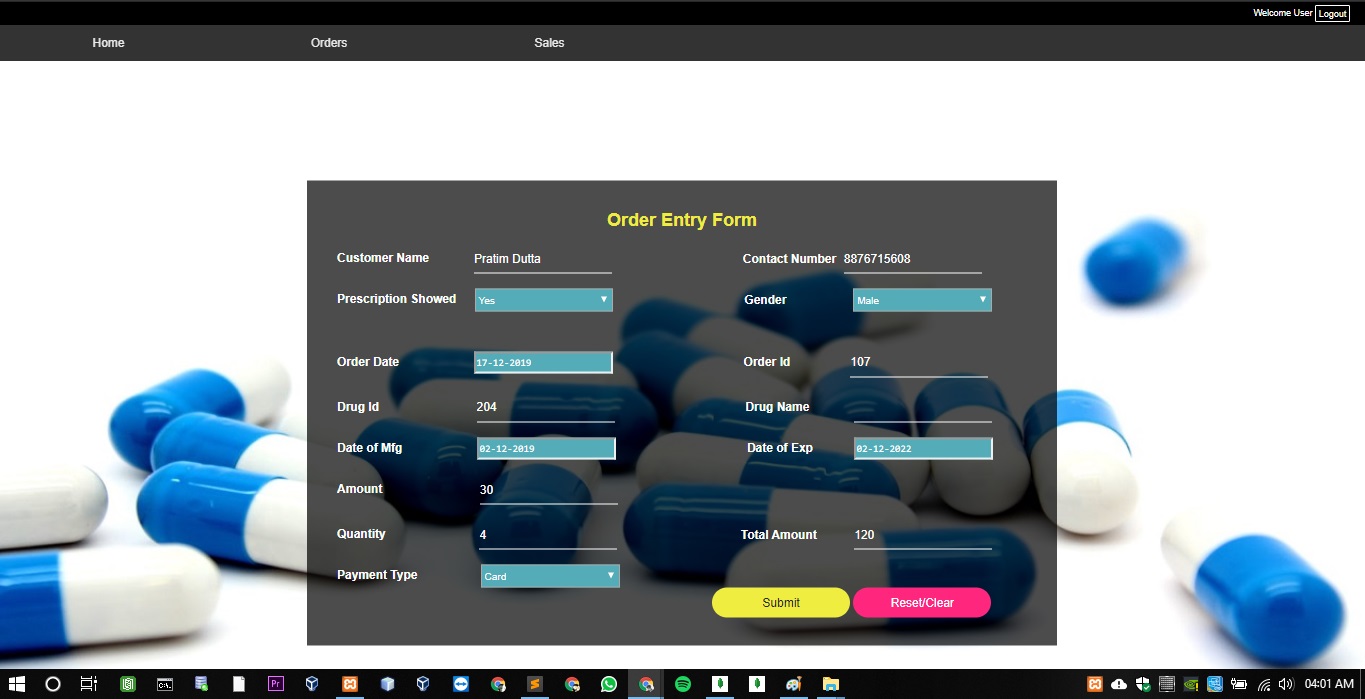 Welcome User Logout
Home Orders Sales
Order Entry Form
Customer Name Pratim Dutta Contact Number 8876715608
Prescription Showed Yes Gender Male
Order Date 17-12-2019 Order Id 107
Drug Id 204 Drug Name
Date of Mfg 02-12-2019 Date of Exp 02-12-2022
Amount 30
Quantity 4 Total Amount 120
Payment Type Card
Submit Reset/Clear
Pr
04:01 AM